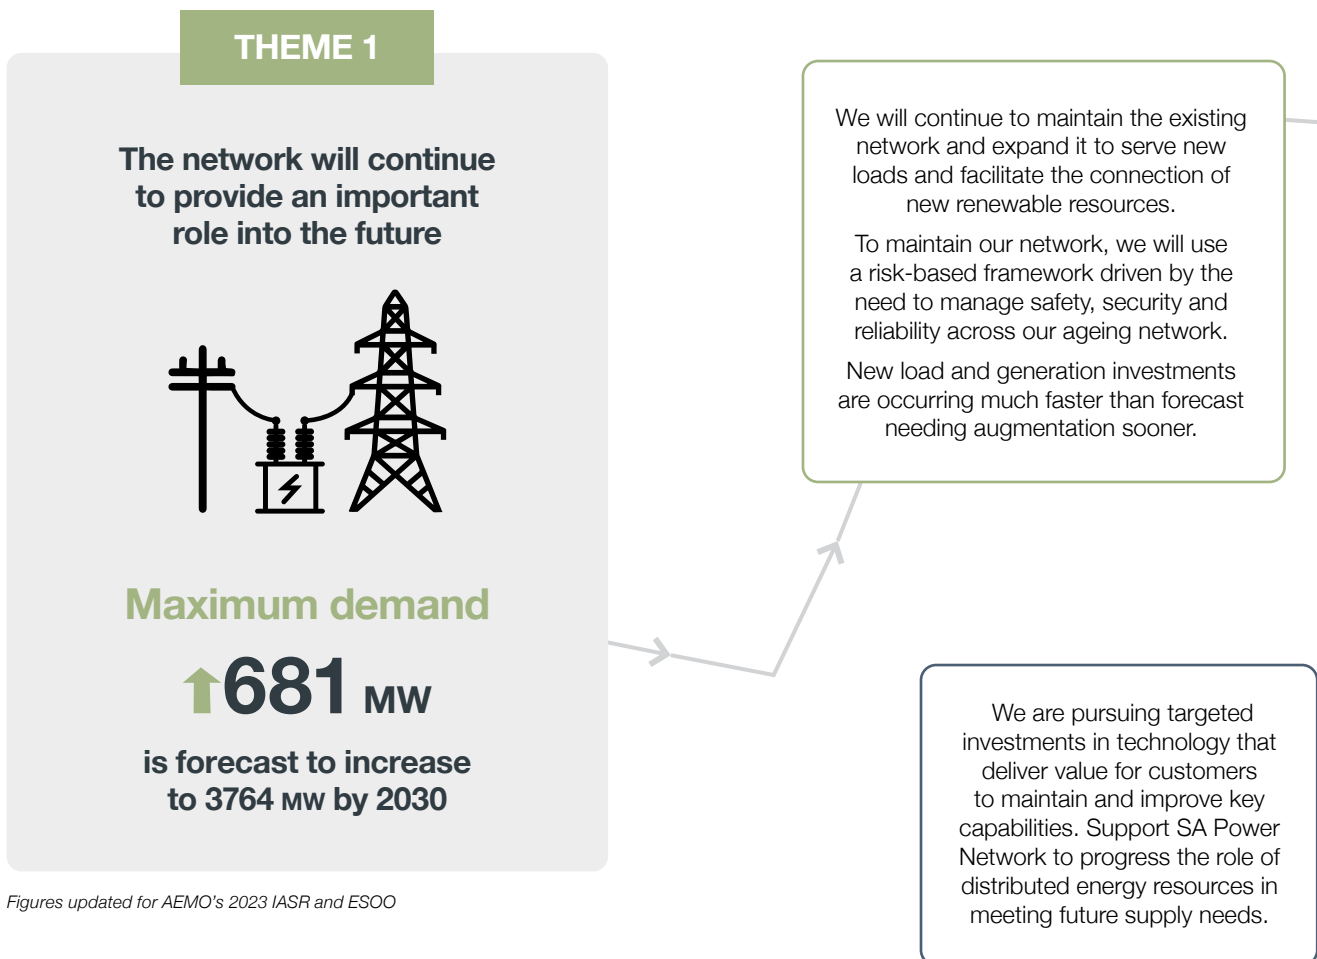 THEME 1
The network will continue
to provide an important
role into the future
Maximum demand
681 MW
is forecast to increase
to 3764 MW by 2030
Figures updated for AEMO's 2023 IASR and ESOO
We will continue to maintain the existing
network and expand it to serve new
loads and facilitate the connection of
new renewable resources.
To maintain our network, we will use
a risk-based framework driven by the
need to manage safety, security and
reliability across our ageing network.
New load and generation investments
are occurring much faster than forecast
needing augmentation sooner.
We are pursuing targeted
investments in technology that
deliver value for customers
to maintain and improve key
capabilities. Support SA Power
Network to progress the role of
distributed energy resources in
meeting future supply needs.